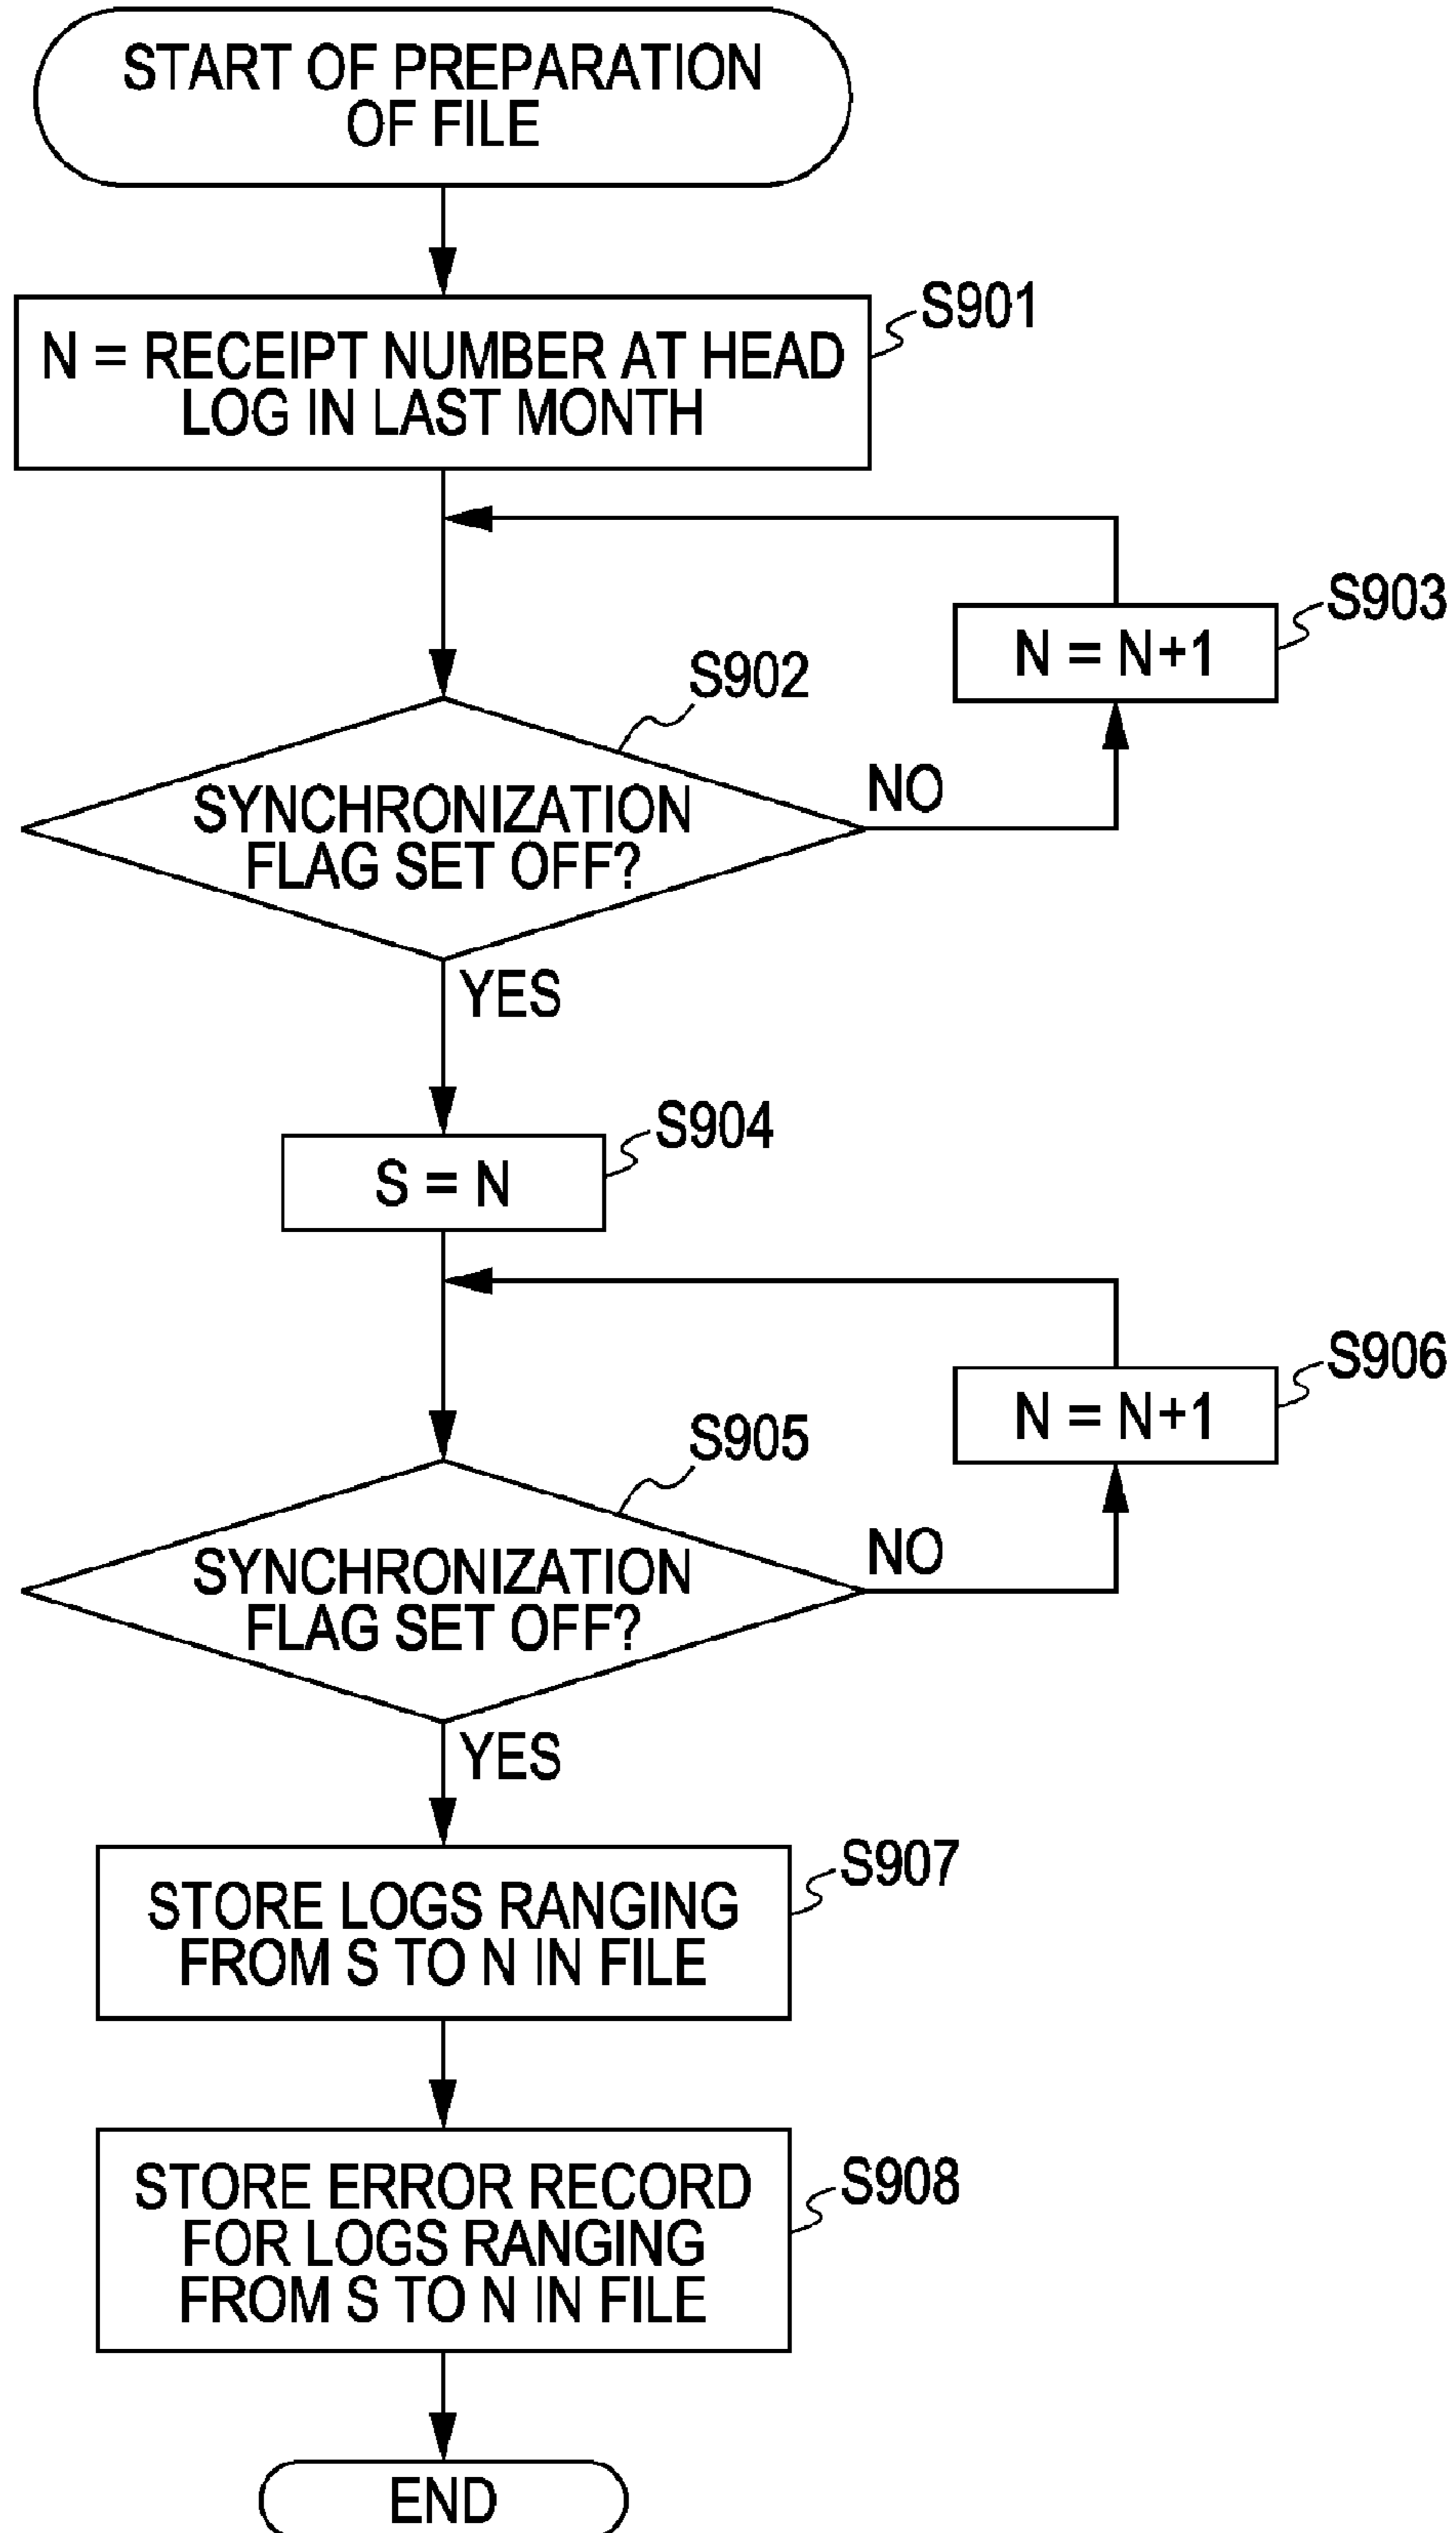 START OF PREPARATION
OF FILE
S901
N = RECEIPT NUMBER AT HEAD
LOG IN LAST MONTH
S903
N = N+1
S902
SYNCHRONIZATION
FLAG SET OFF?
NO
YES
S904
S = N
S906
N = N+1
S905
SYNCHRONIZATION
FLAG SET OFF?
NO
YES
S907
STORE LOGS RANGING
FROM S TO N IN FILE
S908
STORE ERROR RECORD
FOR LOGS RANGING
FROM S TO N IN FILE
END